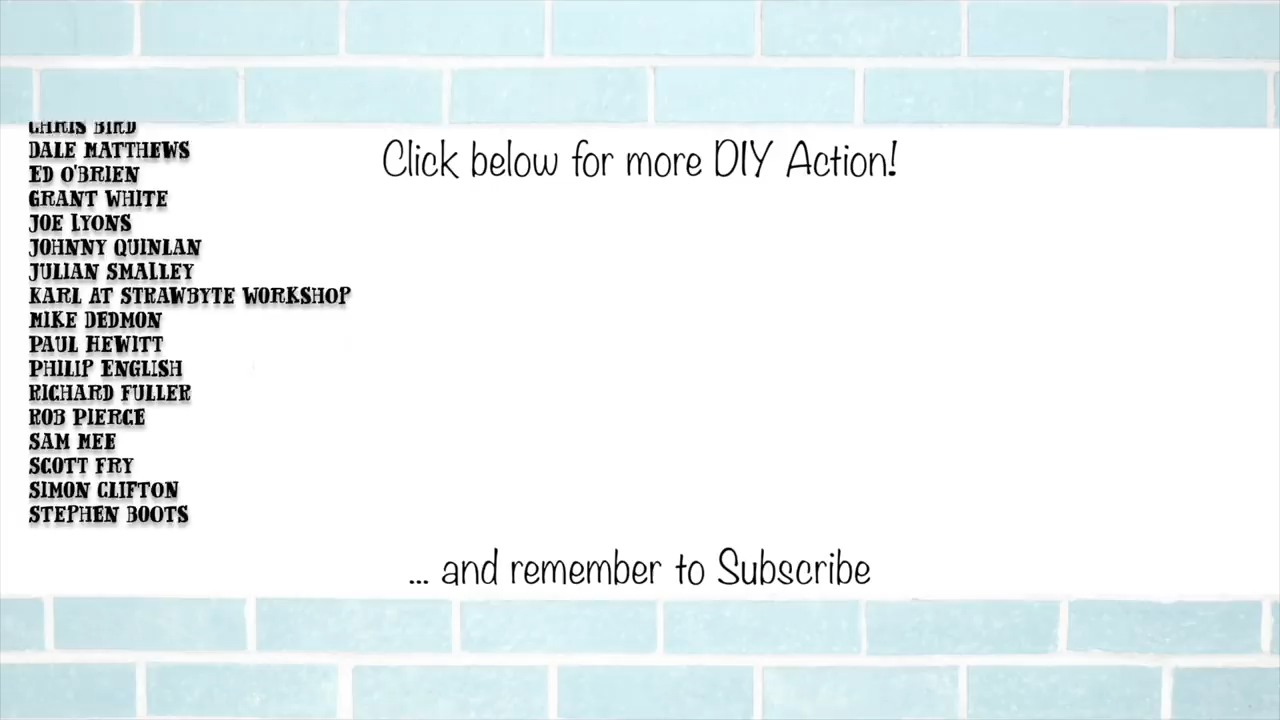 CHRIS BIRD
DALE MATTHEWS
ED O'BRIEN
GRANT WHITE
JOE LYONS
JOHNNY QUINLAN
JULIAN SMALLEY
KARL AT STRAWBYTE WORKSHOP
MIKE DEDMON
PAUL HEWITT
PHILIP ENGLISH
RICHARD FULLER
ROB PIERCE
SAM MEE
SCOTT FRY
SIMON CLIFTON
STEPHEN BOOTS
Click below for more DIY Action!
... and remember to Subscribe